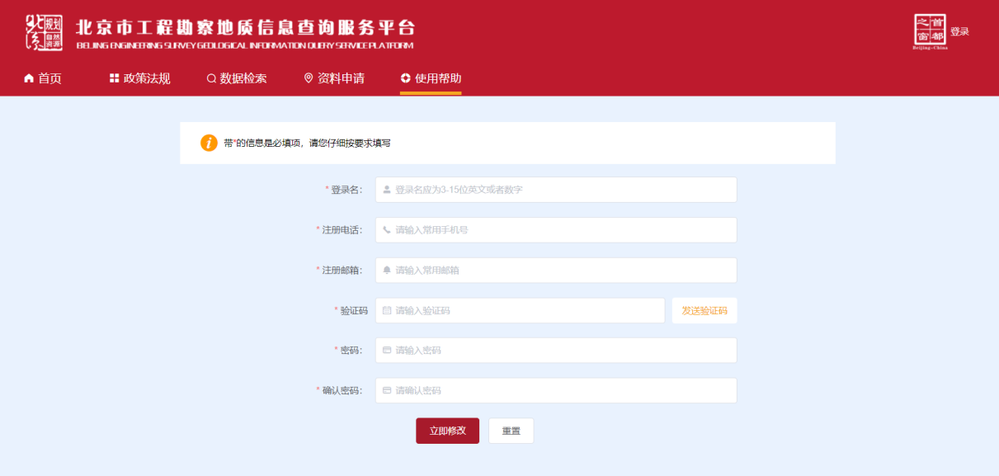 北京 规划 自然资源
北京市工程勘察地质信息查询服务平台
BEIJING ENGINEERING SURVEY GEOLOGICAL INFORMATION QUERY SERVICE PLATFORM
首都之窗
Beijing-China
登录
首页 政策法规 数据检索 资料申请 使用帮助
带*的信息是必填项，请您仔细按要求填写
* 登录名： 登录名应为3-15位英文或者数字
* 注册电话： 请输入常用手机号
* 注册邮箱： 请输入常用邮箱
* 验证码 请输入验证码 发送验证码
* 密码： 请输入密码
* 确认密码： 请确认密码
立即修改 重置